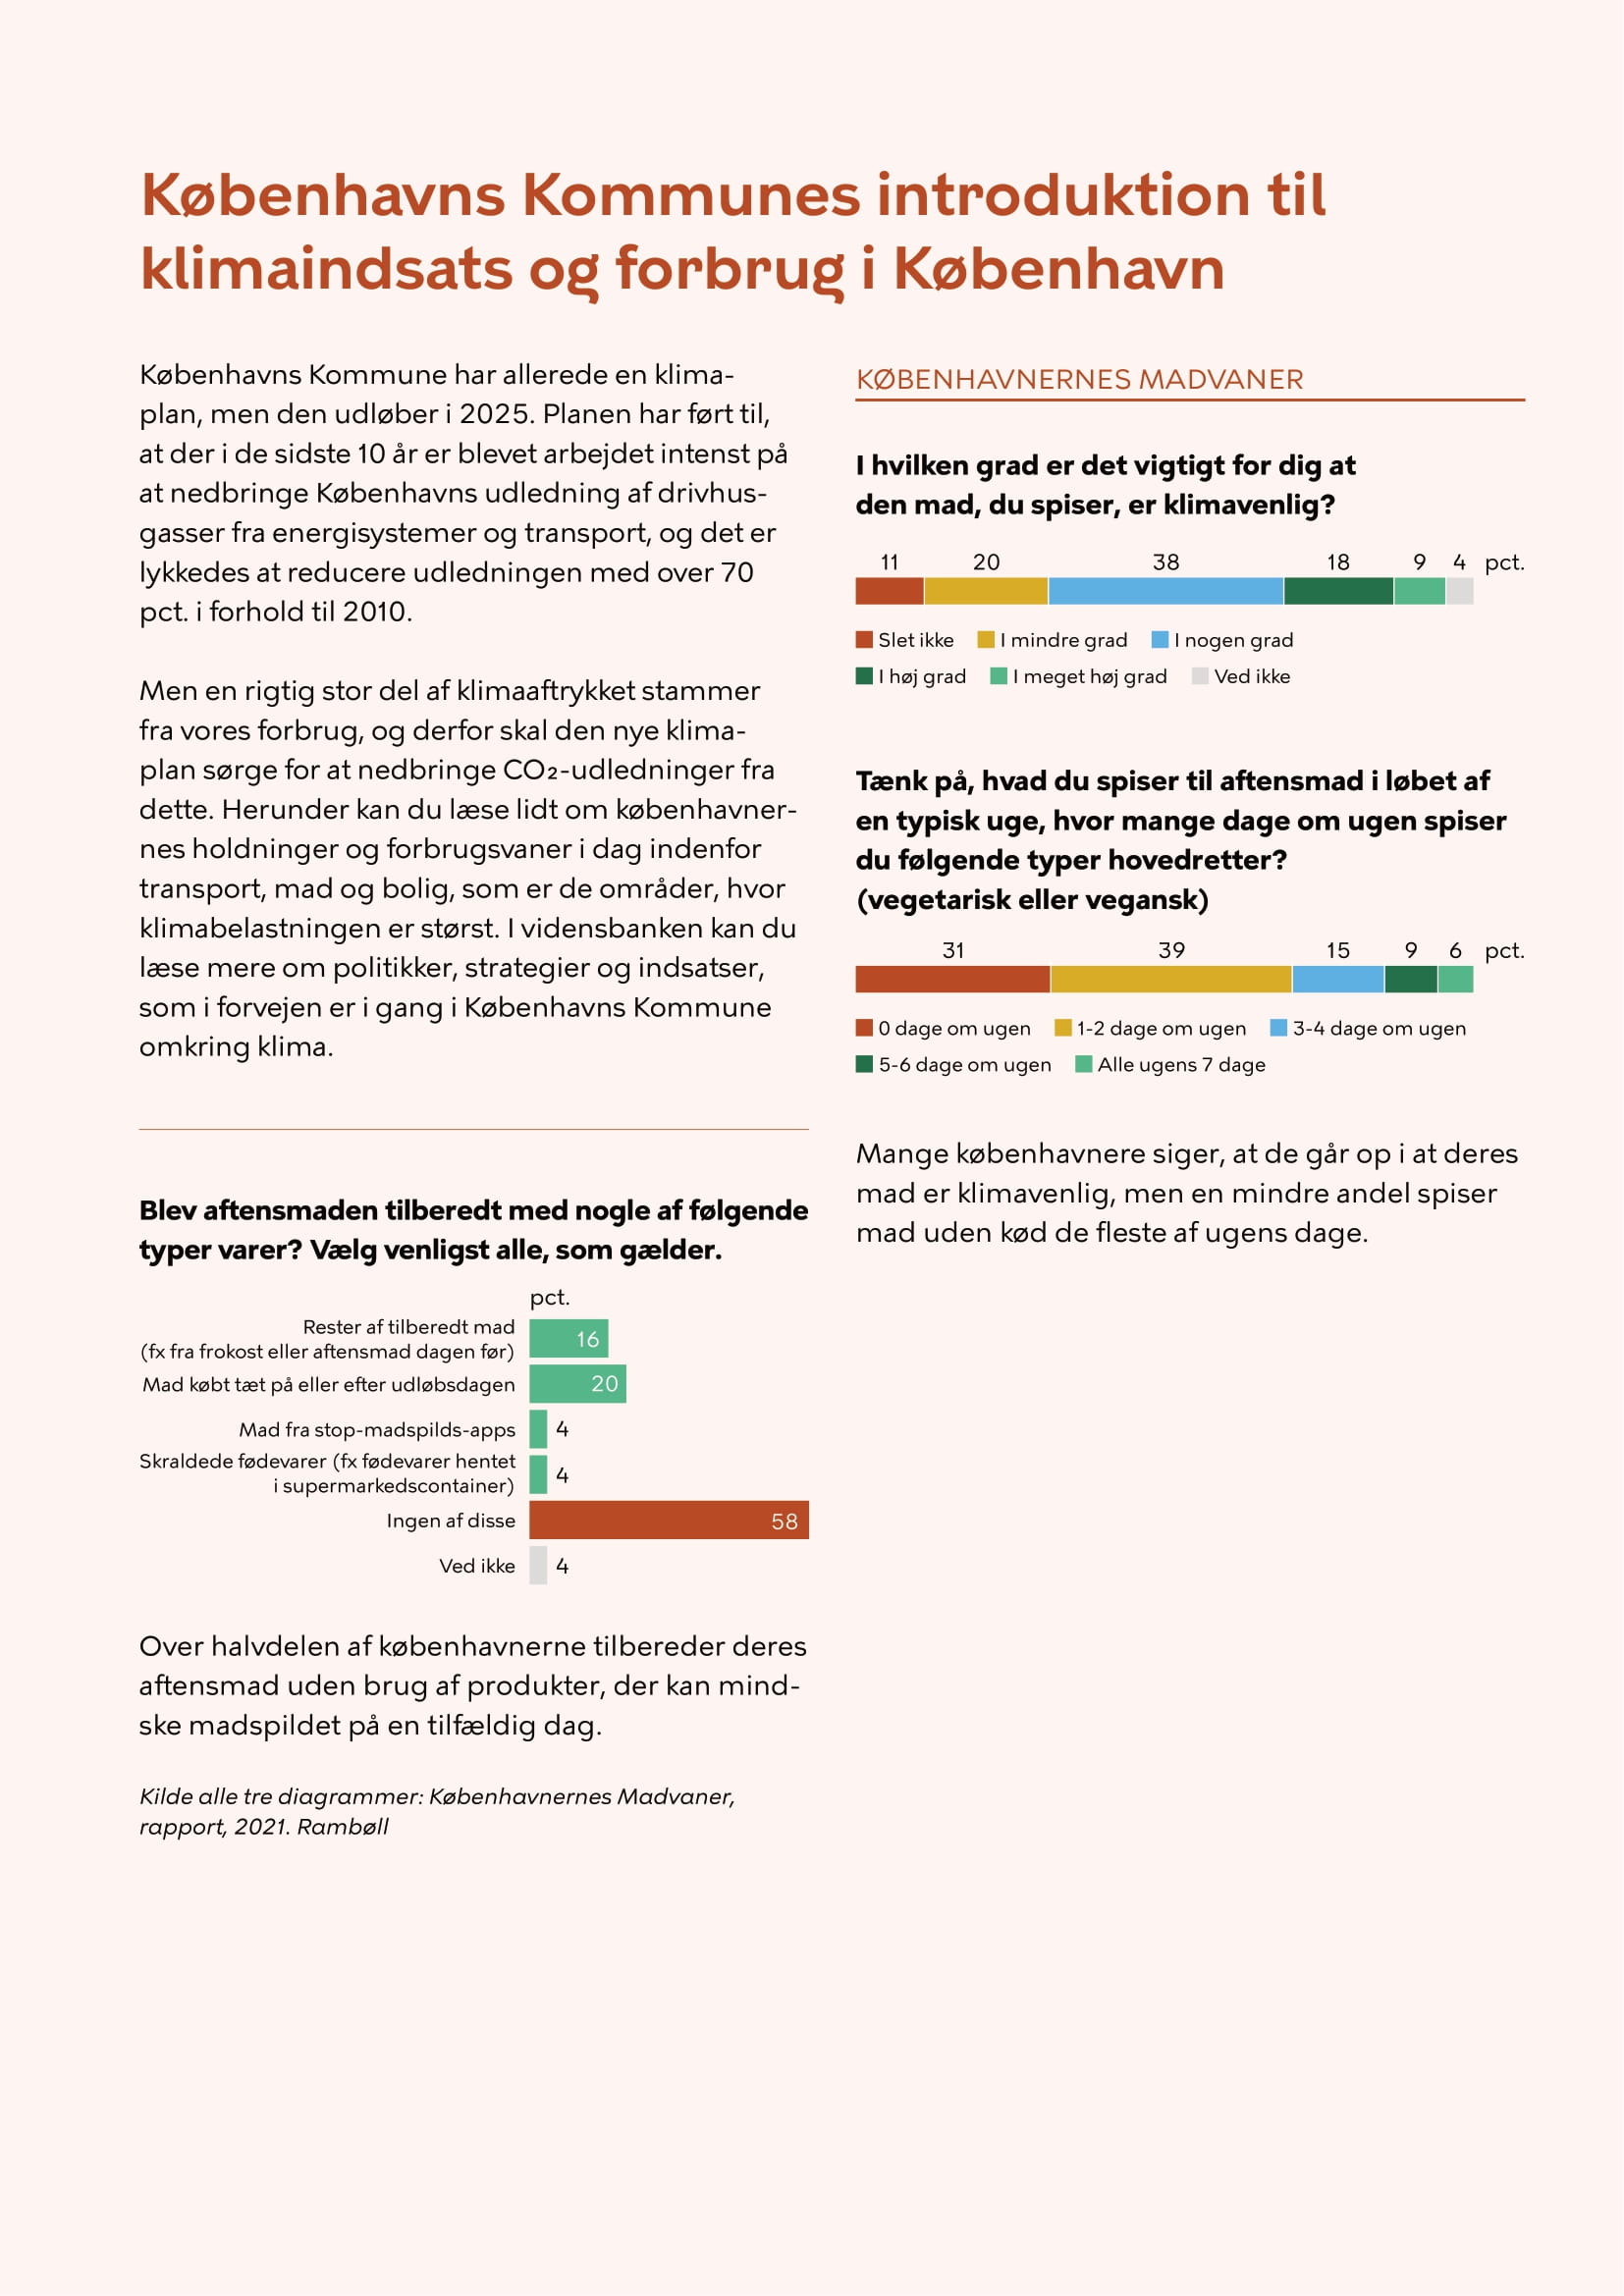 Københavns Kommunes introduktion til
klimaindsats og forbrug i København
Københavns Kommune har allerede en klima-
plan, men den udløber i 2025. Planen har ført til,
at der i de sidste 10 år er blevet arbejdet intenst på
at nedbringe Københavns udledning af drivhus-
gasser fra energisystemer og transport, og det er
lykkedes at reducere udledningen med over 70
pct. i forhold til 2010.
Men en rigtig stor del af klimaaftrykket stammer
fra vores forbrug, og derfor skal den nye klima-
plan sørge for at nedbringe CO₂-udledninger fra
dette. Herunder kan du læse lidt om københavner-
nes holdninger og forbrugsvaner i dag indenfor
transport, mad og bolig, som er de områder, hvor
klimabelastningen er størst. I vidensbanken kan du
læse mere om politikker, strategier og indsatser,
som i forvejen er i gang i Københavns Kommune
omkring klima.
Blev aftensmaden tilberedt med nogle af følgende
typer varer? Vælg venligst alle, som gælder.
pct.
Rester af tilberedt mad
(fx fra frokost eller aftensmad dagen før) 16
Mad købt tæt på eller efter udløbsdagen 20
Mad fra stop-madspilds-apps 4
Skraldede fødevarer (fx fødevarer hentet
i supermarkedscontainer) 4
Ingen af disse 58
Ved ikke 4
Over halvdelen af københavnerne tilbereder deres
aftensmad uden brug af produkter, der kan mind-
ske madspildet på en tilfældig dag.
Kilde alle tre diagrammer: Københavnernes Madvaner,
rapport, 2021. Rambøll
KØBENHAVNERNES MADVANER
I hvilken grad er det vigtigt for dig at
den mad, du spiser, er klimavenlig?
11 20 38 18 9 4 pct.
Slet ikke I mindre grad I nogen grad
I høj grad I meget høj grad Ved ikke
Tænk på, hvad du spiser til aftensmad i løbet af
en typisk uge, hvor mange dage om ugen spiser
du følgende typer hovedretter?
(vegetarisk eller vegansk)
31 39 15 9 6 pct.
0 dage om ugen 1-2 dage om ugen 3-4 dage om ugen
5-6 dage om ugen Alle ugens 7 dage
Mange københavnere siger, at de går op i at deres
mad er klimavenlig, men en mindre andel spiser
mad uden kød de fleste af ugens dage.